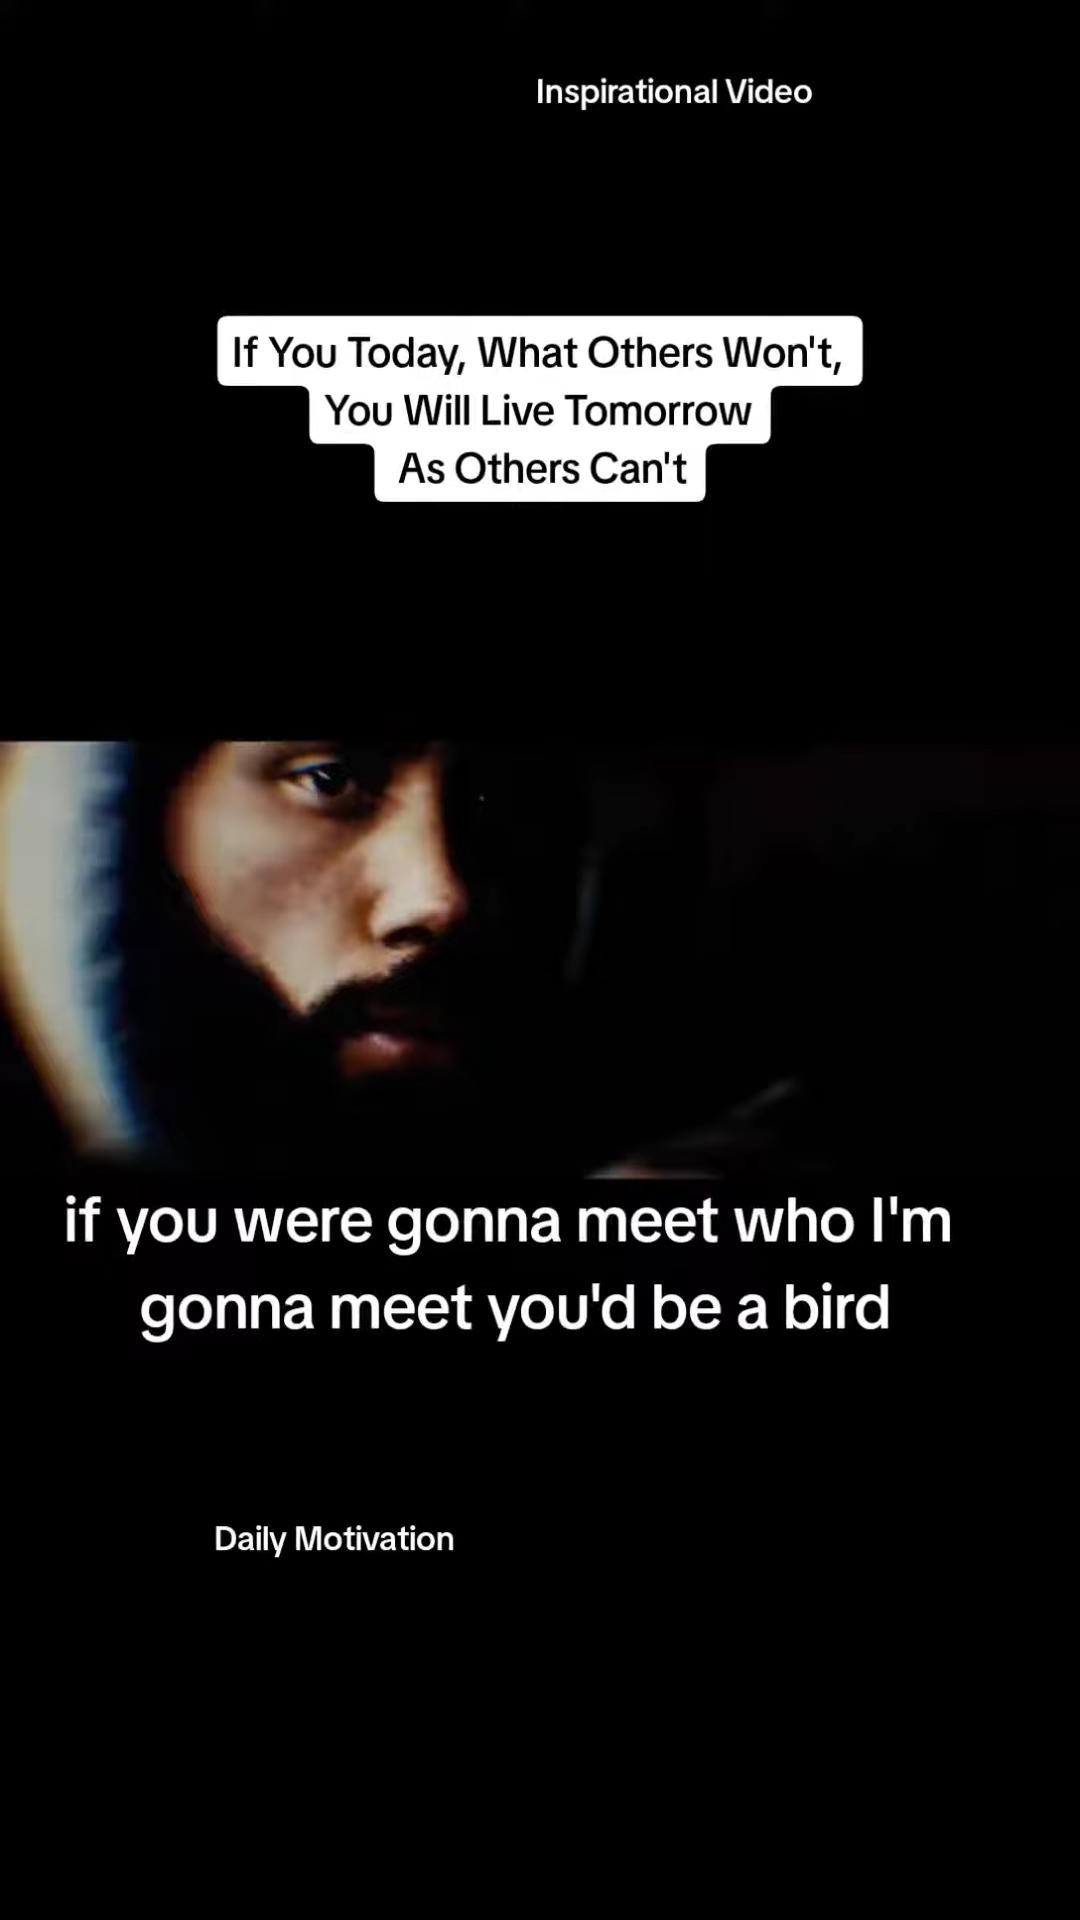 Inspirational Video
If You Today, What Others Won't,
You Will Live Tomorrow
As Others Can't
if you were gonna meet who I'm
gonna meet you'd be a bird
Daily Motivation